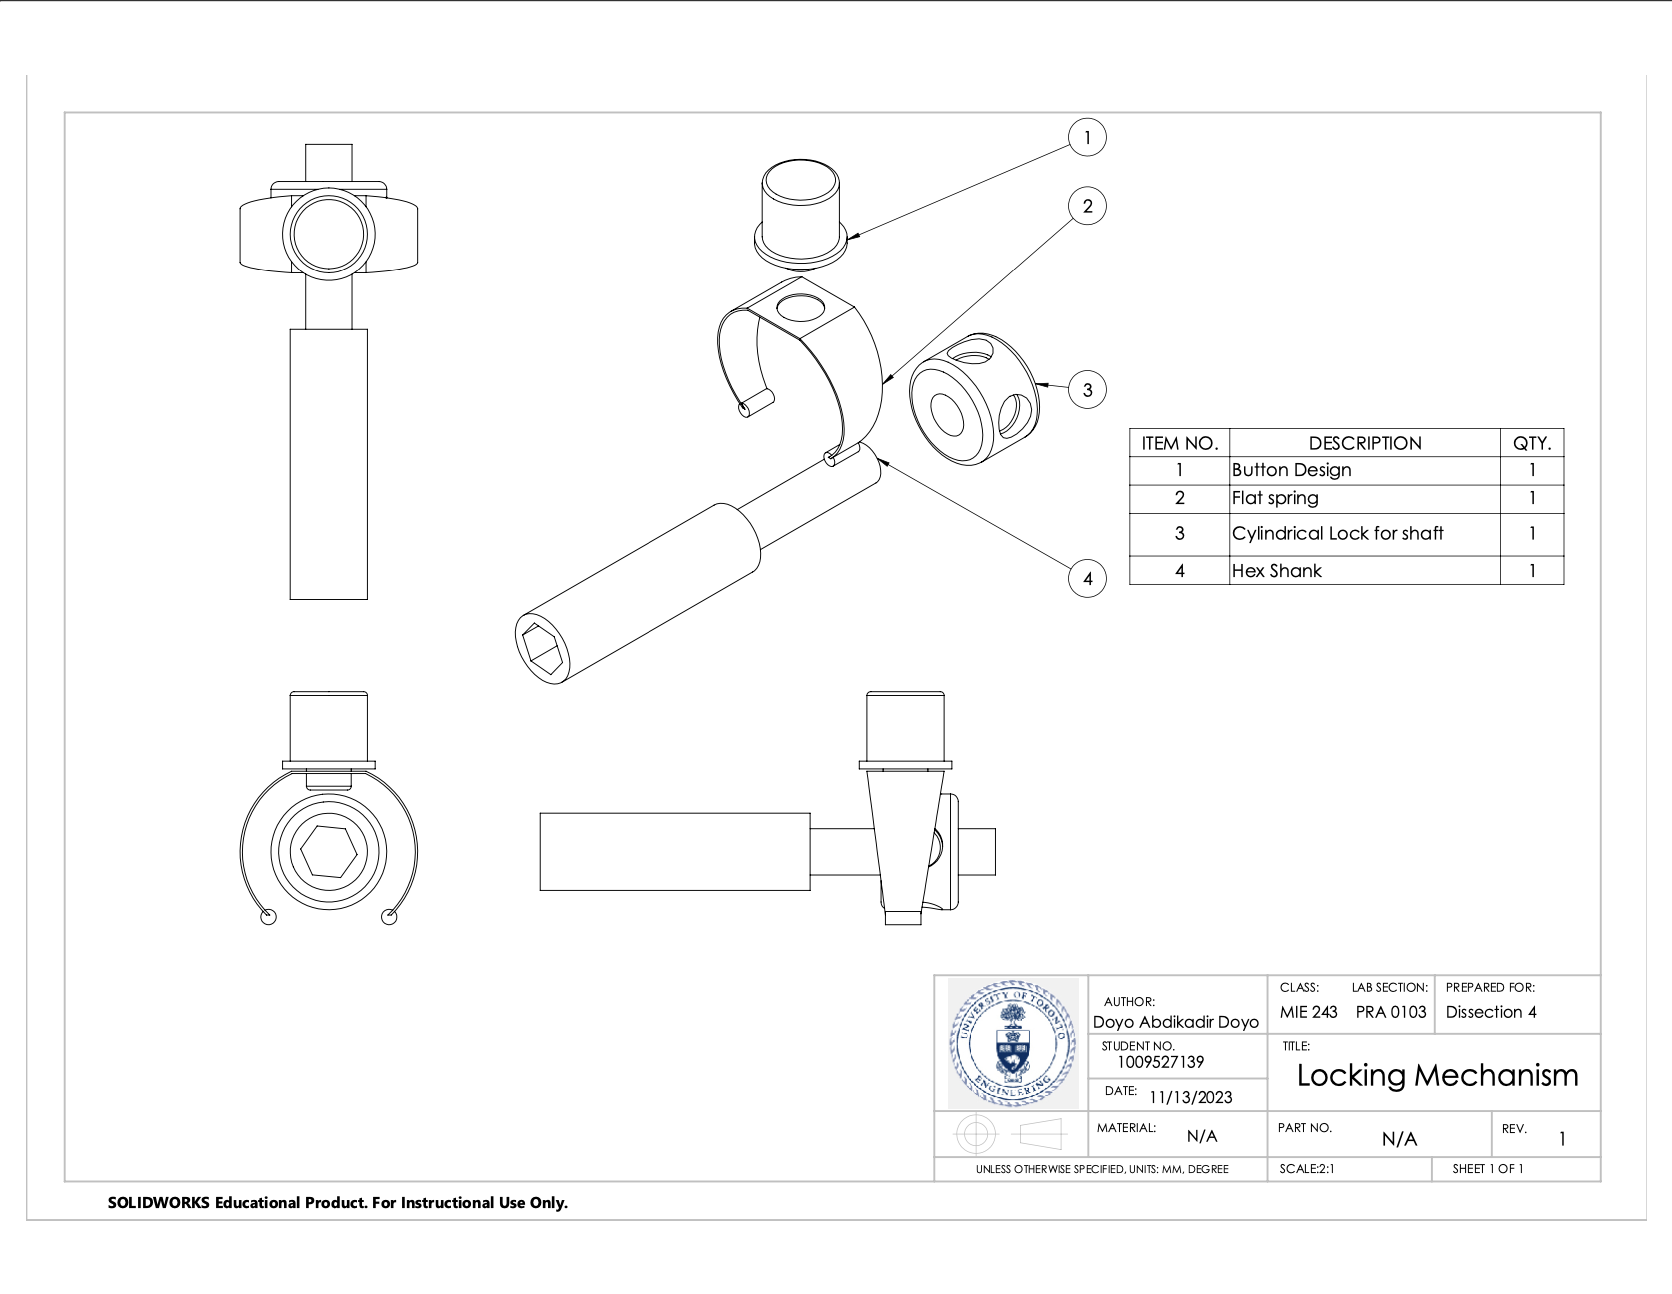 1
2
3
4
ITEM NO. DESCRIPTION QTY.
1 Button Design 1
2 Flat spring 1
3 Cylindrical Lock for shaft 1
4 Hex Shank 1
UNIVERSITY OF TORONTO
ENGINEERING
AUTHOR:
Doyo Abdikadir Doyo
STUDENT NO.
1009527139
DATE: 11/13/2023
CLASS: LAB SECTION: PREPARED FOR:
MIE 243 PRA 0103 Dissection 4
TITLE:
Locking Mechanism
MATERIAL: N/A
PART NO. N/A
REV. 1
UNLESS OTHERWISE SPECIFIED, UNITS: MM, DEGREE
SCALE:2:1
SHEET 1 OF 1
SOLIDWORKS Educational Product. For Instructional Use Only.